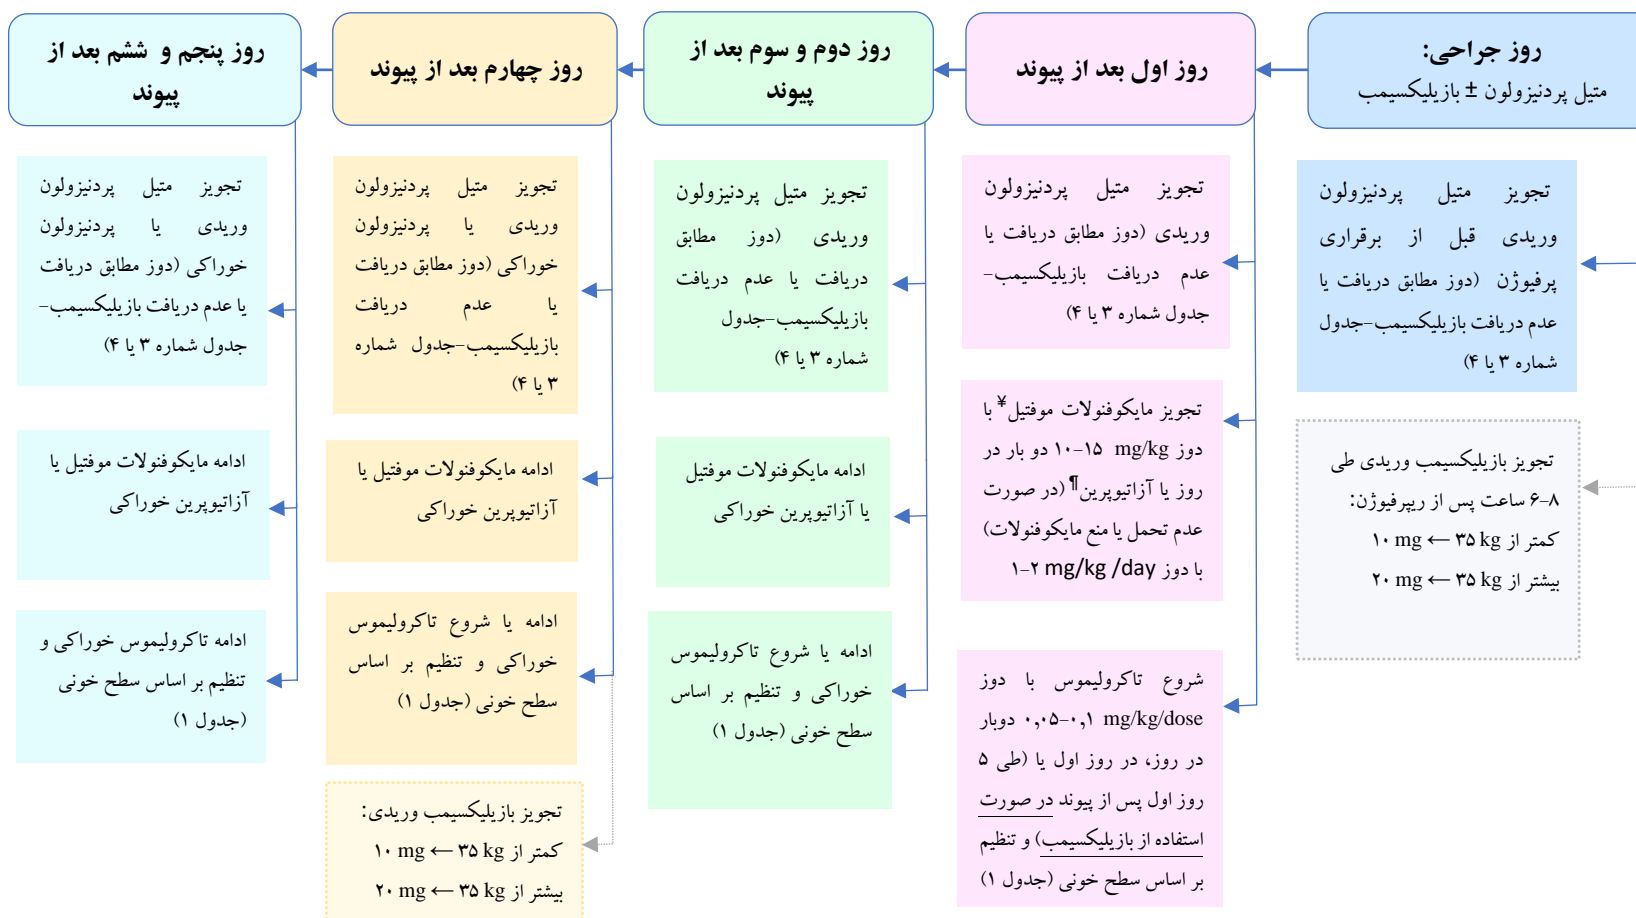 روز جراحی:
متیل پردنیزولون ± بازیلیکسیمب
تجویز متیل پردنیزولون
وریدی قبل از برقراری
پرفیوژن (دوز مطابق دریافت یا
عدم دریافت بازیلیکسیمب-جدول
شماره ۳ یا ۴)
تجویز بازیلیکسیمب وریدی طی
۶-۸ ساعت پس از ریپرفیوژن:
کمتر از ۳۵ kg ← ۱۰ mg
بیشتر از ۳۵ kg ← ۲۰ mg
روز اول بعد از پیوند
تجویز متیل پردنیزولون
وریدی (دوز مطابق دریافت یا
عدم دریافت بازیلیکسیمب-
جدول شماره ۳ یا ۴)
تجویز مایکوفنولات موفتیل¥ با
دوز ۱۰-۱۵ mg/kg دو بار در
روز یا آزاتیوپرین¶ (در صورت
عدم تحمل یا منع مایکوفنولات)
با دوز ۱-۲ mg/kg /day
شروع تاکرولیموس با دوز
۰,۰۵-۰,۱ mg/kg/dose دوبار
در روز، در روز اول یا (طی ۵
روز اول پس از پیوند در صورت
استفاده از بازیلیکسیمب) و تنظیم
بر اساس سطح خونی (جدول ۱)
روز دوم و سوم بعد از
پیوند
تجویز متیل پردنیزولون
وریدی (دوز مطابق
دریافت یا عدم دریافت
بازیلیکسیمب-جدول
شماره ۳ یا ۴)
ادامه مایکوفنولات موفتیل
یا آزاتیوپرین خوراکی
ادامه یا شروع تاکرولیموس
خوراکی و تنظیم بر اساس
سطح خونی (جدول ۱)
روز چهارم بعد از پیوند
تجویز متیل پردنیزولون
وریدی یا پردنیزولون
خوراکی (دوز مطابق دریافت
یا عدم دریافت
بازیلیکسیمب-جدول شماره
۳ یا ۴)
ادامه مایکوفنولات موفتیل یا
آزاتیوپرین خوراکی
ادامه یا شروع تاکرولیموس
خوراکی و تنظیم بر اساس
سطح خونی (جدول ۱)
تجویز بازیلیکسیمب وریدی:
کمتر از ۳۵ kg ← ۱۰ mg
بیشتر از ۳۵ kg ← ۲۰ mg
روز پنجم و ششم بعد از
پیوند
تجویز متیل پردنیزولون
وریدی یا پردنیزولون
خوراکی (دوز مطابق دریافت
یا عدم دریافت بازیلیکسیمب-
جدول شماره ۳ یا ۴)
ادامه مایکوفنولات موفتیل یا
آزاتیوپرین خوراکی
ادامه تاکرولیموس خوراکی و
تنظیم بر اساس سطح خونی
(جدول ۱)